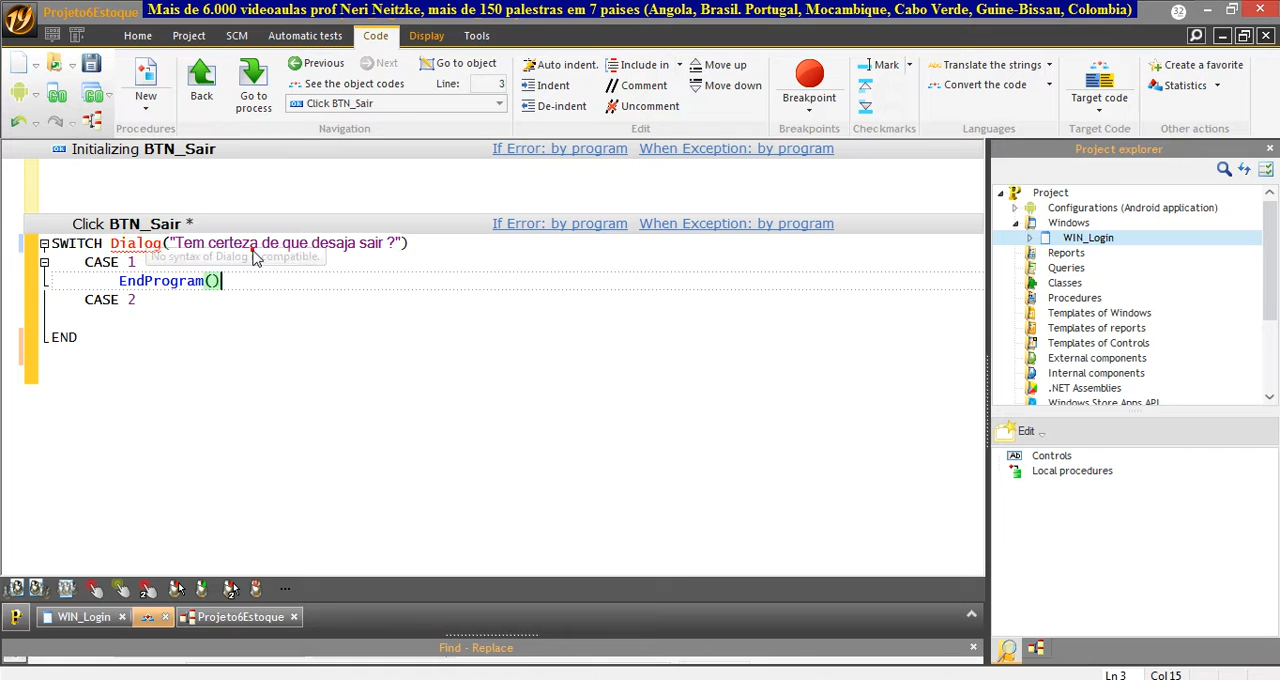 Projeto6Estoque
Mais de 6.000 videoaulas prof Neri Neitzke, mais de 150 palestras em 7 paises (Angola, Brasil. Portugal, Mocambique, Cabo Verde, Guine-Bissau, Colombia)
32
Home Project SCM Automatic tests Code Display Tools
New
Procedures
Back
Go to process
Previous Next Go to object
See the object codes Line: 3
Click BTN_Sair
Navigation
Auto indent. Include in Move up
Indent Comment Move down
De-indent Uncomment
Edit
Breakpoint
Breakpoints
Mark
Checkmarks
Translate the strings
Convert the code
Languages
Target code
Target Code
Create a favorite
Statistics
Other actions
Initializing BTN_Sair If Error: by program When Exception: by program
Click BTN_Sair * If Error: by program When Exception: by program
SWITCH Dialog("Tem certeza de que desaja sair ?")
No syntax of Dialog compatible.
CASE 1
EndProgram()
CASE 2
END
Project explorer
Project
Configurations (Android application)
Windows
WIN_Login
Reports
Queries
Classes
Procedures
Templates of Windows
Templates of reports
Templates of Controls
External components
Internal components
.NET Assemblies
Windows Store Apps API
Edit
Controls
Local procedures
WIN_Login Projeto6Estoque
Find - Replace
Ln 3 Col 15